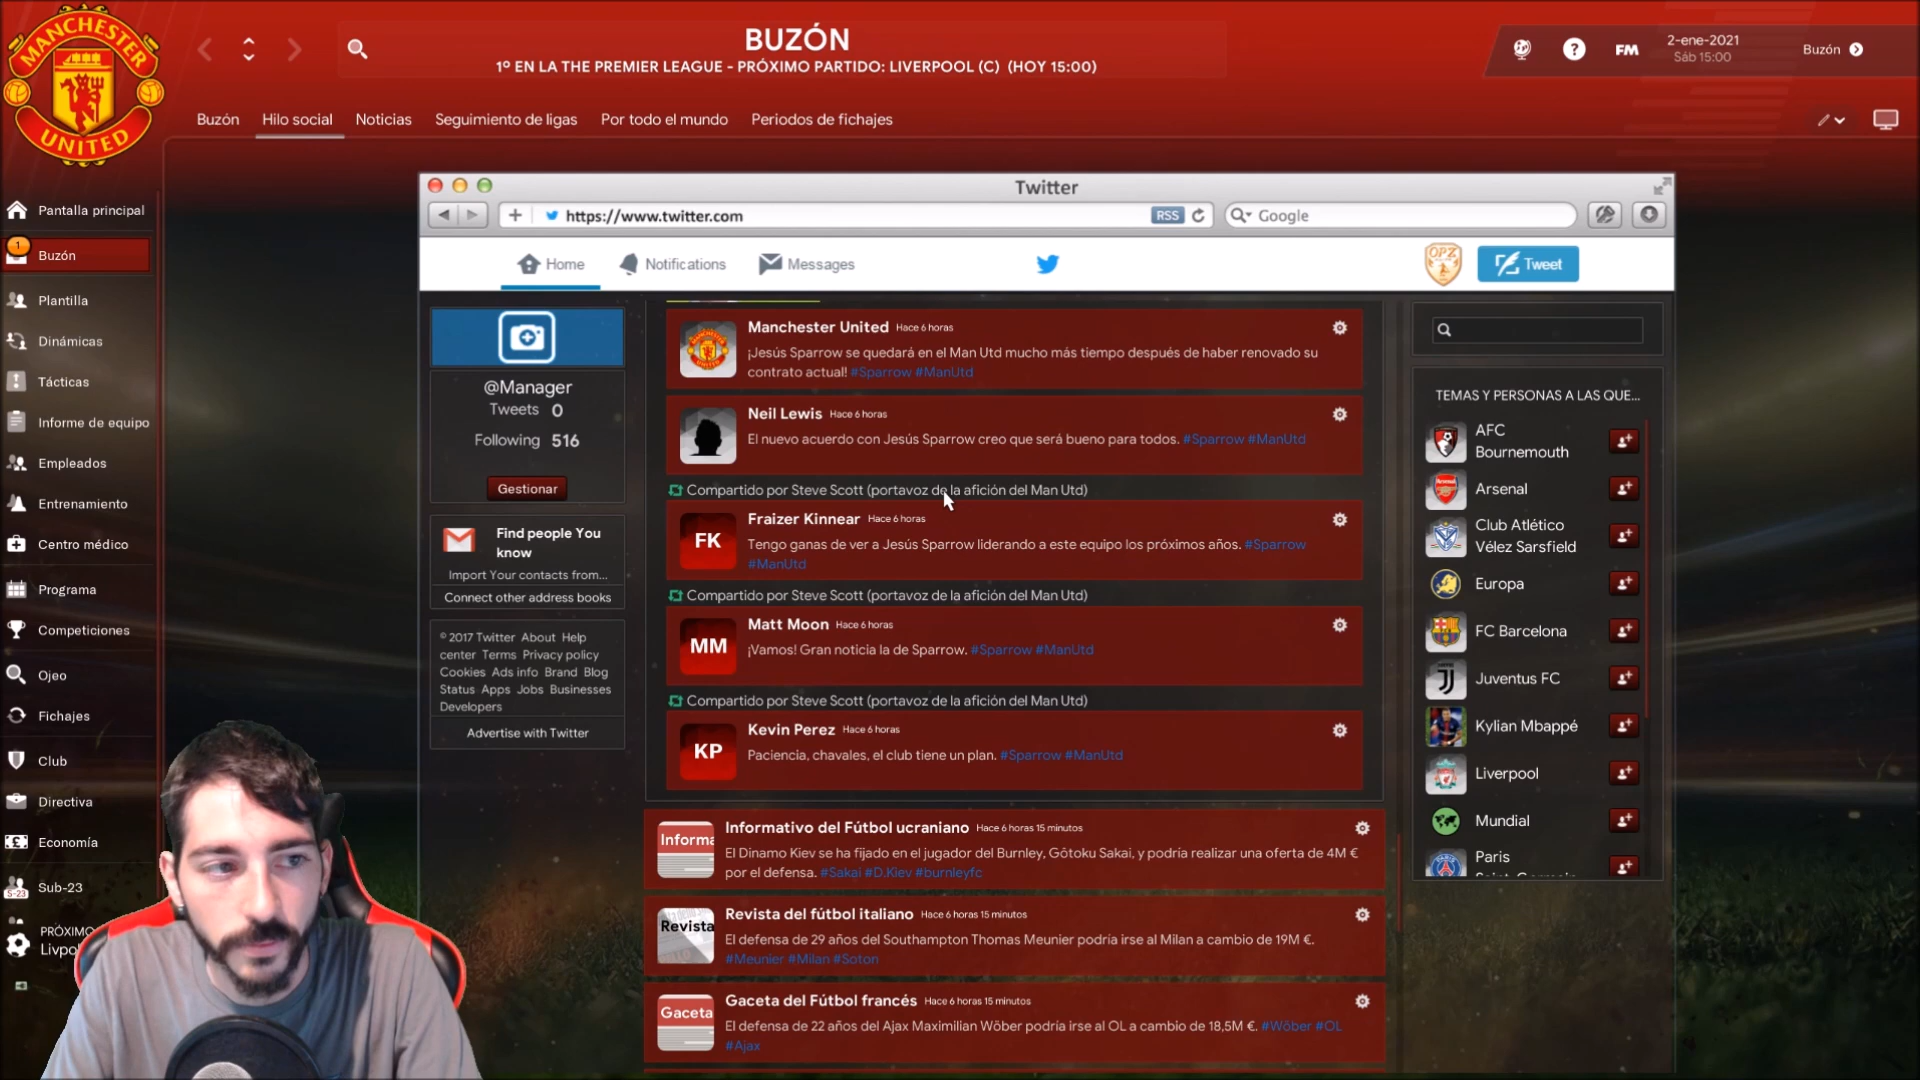 MANCHESTER
UNITED
BUZÓN
1º EN LA THE PREMIER LEAGUE - PRÓXIMO PARTIDO: LIVERPOOL (C) (HOY 15:00)
?
FM
2-ene-2021
Sáb 15:00
Buzón
Buzón
Hilo social
Noticias
Seguimiento de ligas
Por todo el mundo
Periodos de fichajes
Pantalla principal
1
Buzón
Plantilla
Dinámicas
Tácticas
Informe de equipo
Empleados
Entrenamiento
Centro médico
Programa
Competiciones
Ojeo
Fichajes
Club
Directiva
Economía
S-23
Sub-23
PRÓXIMO
Twitter
https://www.twitter.com
RSS
Google
Home
Notifications
Messages
OPZ
Tweet
@Manager
Tweets 0
Following 516
Gestionar
Find people You
know
Import Your contacts from...
Connect other address books
© 2017 Twitter About Help
center Terms Privacy policy
Cookies Ads info Brand Blog
Status Apps Jobs Businesses
Developers
Advertise with Twitter
Manchester United Hace 6 horas
¡Jesús Sparrow se quedará en el Man Utd mucho más tiempo después de haber renovado su
contrato actual! #Sparrow #ManUtd
Neil Lewis Hace 6 horas
El nuevo acuerdo con Jesús Sparrow creo que será bueno para todos. #Sparrow #ManUtd
Compartido por Steve Scott (portavoz de la afición del Man Utd)
FK
Fraizer Kinnear Hace 6 horas
Tengo ganas de ver a Jesús Sparrow liderando a este equipo los próximos años. #Sparrow
#ManUtd
Compartido por Steve Scott (portavoz de la afición del Man Utd)
MM
Matt Moon Hace 6 horas
¡Vamos! Gran noticia la de Sparrow. #Sparrow #ManUtd
Compartido por Steve Scott (portavoz de la afición del Man Utd)
KP
Kevin Perez Hace 6 horas
Paciencia, chavales, el club tiene un plan. #Sparrow #ManUtd
Informa
Informativo del Fútbol ucraniano Hace 6 horas 15 minutos
El Dinamo Kiev se ha fijado en el jugador del Burnley, Gōtoku Sakai, y podría realizar una oferta de 4M €
por el defensa. #Sakai #D.Kiev #burnleyfc
Revista
Revista del fútbol italiano Hace 6 horas 15 minutos
El defensa de 29 años del Southampton Thomas Meunier podría irse al Milan a cambio de 19M €.
#Meunier #Milan #Soton
Gaceta
Gaceta del Fútbol francés Hace 6 horas 15 minutos
El defensa de 22 años del Ajax Maximilian Wöber podría irse al OL a cambio de 18,5M €. #Wöber #OL
#Ajax
TEMAS Y PERSONAS A LAS QUE...
AFC
Bournemouth
Arsenal
Club Atlético
Vélez Sarsfield
Europa
FC Barcelona
Juventus FC
Kylian Mbappé
Liverpool
Mundial
Paris